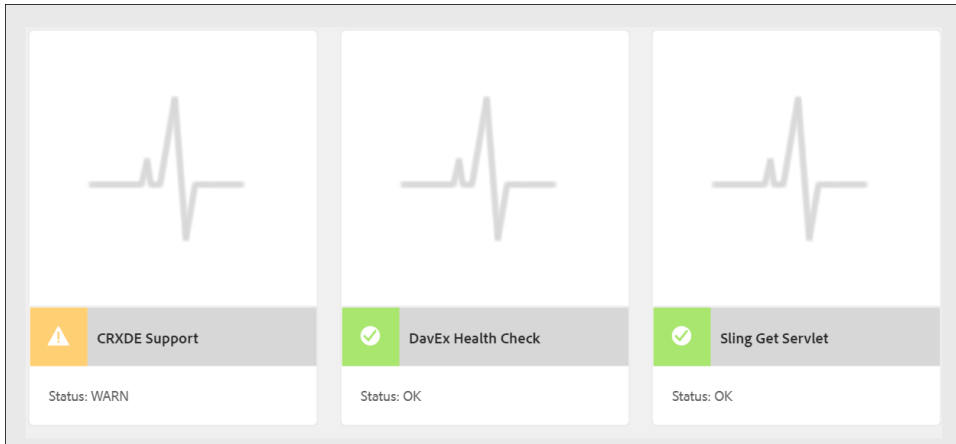 CRXDE Support
Status: WARN
DavEx Health Check
Status: OK
Sling Get Servlet
Status: OK